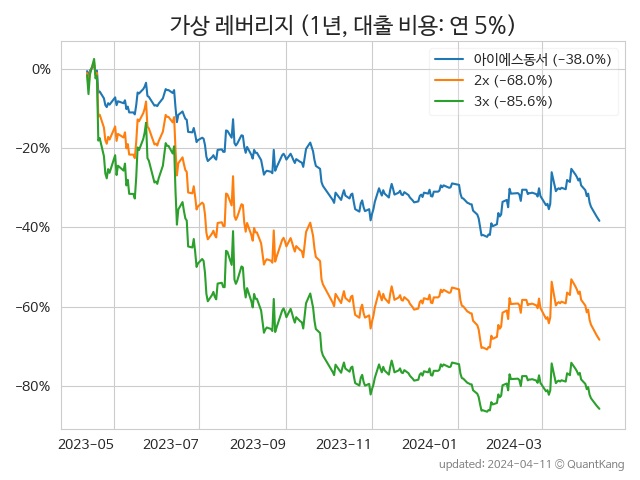 가상 레버리지 (1년, 대출 비용: 연 5%)
아이에스동서 (−38.0%)
2x (−68.0%)
3x (−85.6%)
0%
−20%
−40%
−60%
−80%
2023-05 2023-07 2023-09 2023-11 2024-01 2024-03
updated: 2024-04-11 © QuantKang